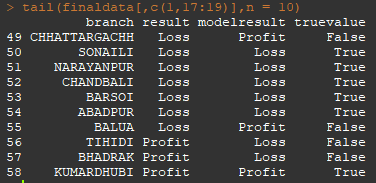 > tail(finaldata[,c(1,17:19)],n = 10)
branch result modelresult truevalue
49 CHHATTARGACHH Loss Profit False
50 SONAILI Loss Loss True
51 NARAYANPUR Loss Loss True
52 CHANDBALI Loss Loss True
53 BARSOI Loss Loss True
54 ABADPUR Loss Loss True
55 BALUA Loss Profit False
56 TIHIDI Profit Loss False
57 BHADRAK Profit Loss False
58 KUMARDHUBI Profit Profit True